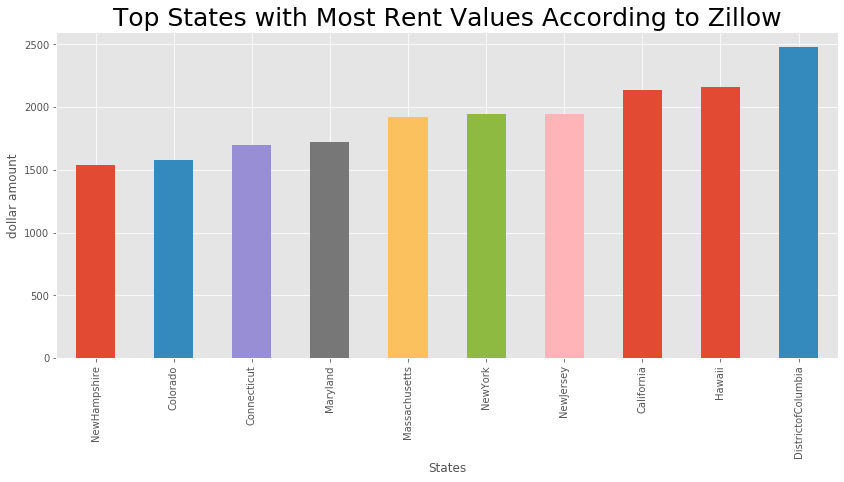 Top States with Most Rent Values According to Zillow
2500
2000
1500
1000
500
0
dollar amount
NewHampshire
Colorado
Connecticut
Maryland
Massachusetts
NewYork
NewJersey
California
Hawaii
DistrictofColumbia
States